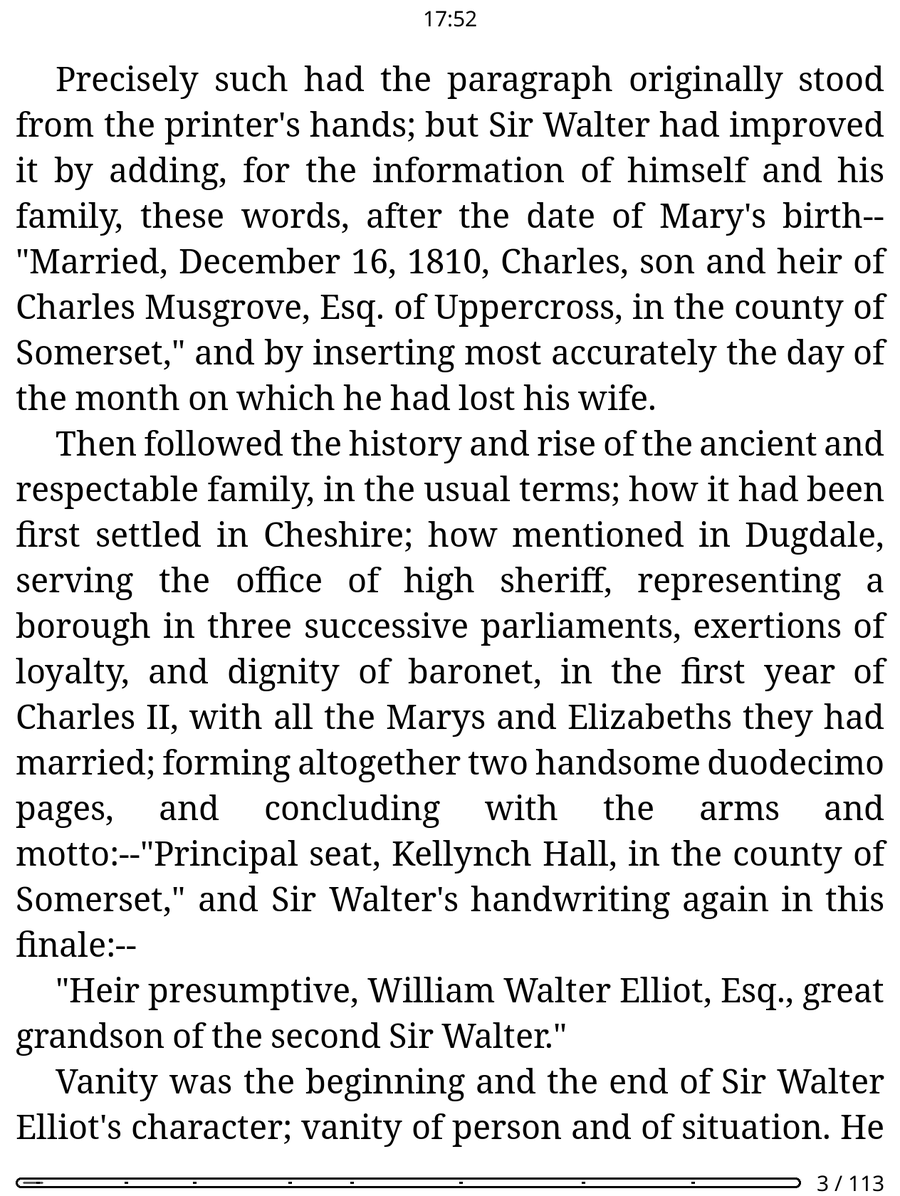 17:52
Precisely such had the paragraph originally stood
from the printer's hands; but Sir Walter had improved
it by adding, for the information of himself and his
family, these words, after the date of Mary's birth--
"Married, December 16, 1810, Charles, son and heir of
Charles Musgrove, Esq. of Uppercross, in the county of
Somerset," and by inserting most accurately the day of
the month on which he had lost his wife.
Then followed the history and rise of the ancient and
respectable family, in the usual terms; how it had been
first settled in Cheshire; how mentioned in Dugdale,
serving the office of high sheriff, representing a
borough in three successive parliaments, exertions of
loyalty, and dignity of baronet, in the first year of
Charles II, with all the Marys and Elizabeths they had
married; forming altogether two handsome duodecimo
pages, and concluding with the arms and
motto:--"Principal seat, Kellynch Hall, in the county of
Somerset," and Sir Walter's handwriting again in this
finale:--
"Heir presumptive, William Walter Elliot, Esq., great
grandson of the second Sir Walter."
Vanity was the beginning and the end of Sir Walter
Elliot's character; vanity of person and of situation. He
3 / 113